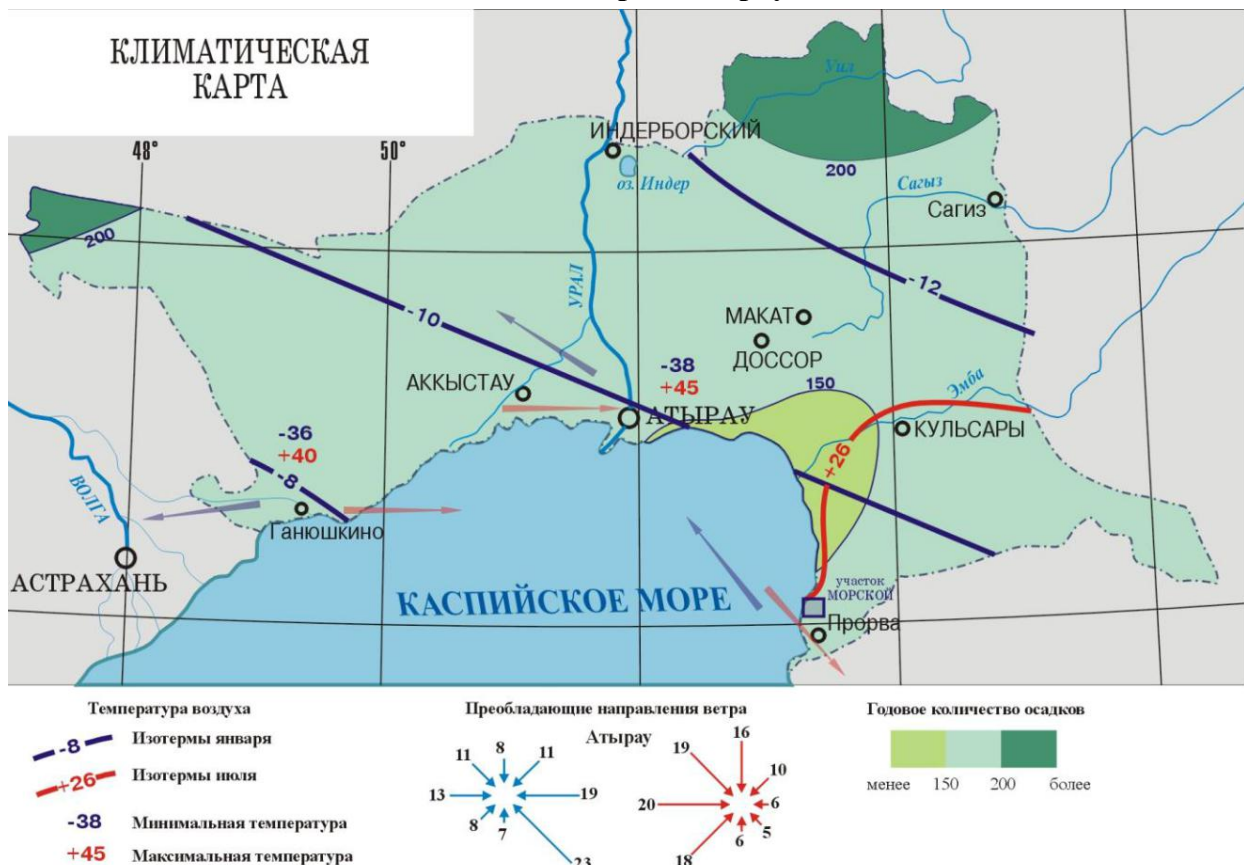 КЛИМАТИЧЕСКАЯ
КАРТА
48°
50°
ИНДЕРБОРСКИЙ
оз. Индер
Уил
200
Сагыз
Сагиз
200
-10
УРАЛ
-12
МАКАТ
ДОССОР
-38
+45
150
Эмба
АККЫСТАУ
АТЫРАУ
КУЛЬСАРЫ
-36
+40
+26
-8
ВОЛГА
Ганюшкино
АСТРАХАНЬ
КАСПИЙСКОЕ МОРЕ
участок
МОРСКОЙ
Прорва
Температура воздуха
-8 Изотермы января
+26 Изотермы июля
-38 Минимальная температура
+45 Максимальная температура
Преобладающие направления ветра
Атырау
11 8 11
13 19
8 7 23
19 16 10
20 6
18 6 5
Годовое количество осадков
менее 150 200 более